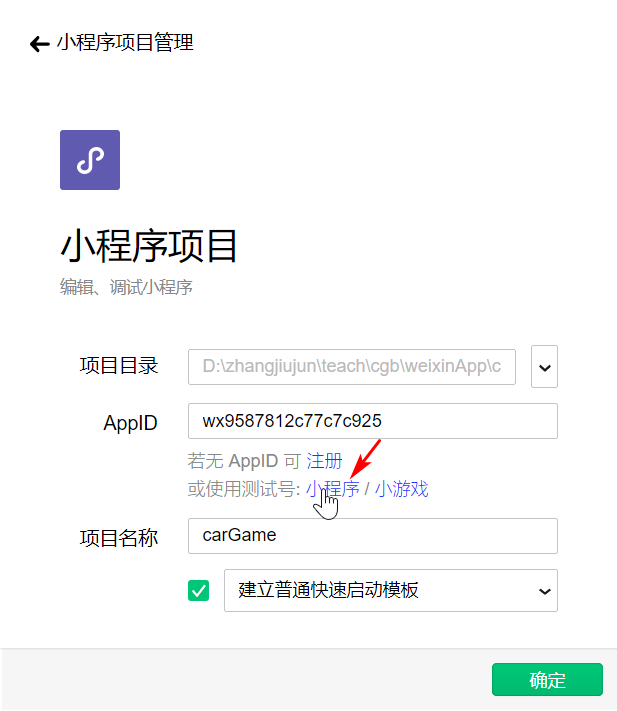 小程序项目管理
小程序项目
编辑、调试小程序
项目目录 D:\zhangjiujun\teach\cgb\weixinApp\c
AppID wx9587812c77c7c925
若无 AppID 可 注册
或使用测试号: 小程序 / 小游戏
项目名称 carGame
建立普通快速启动模板
确定